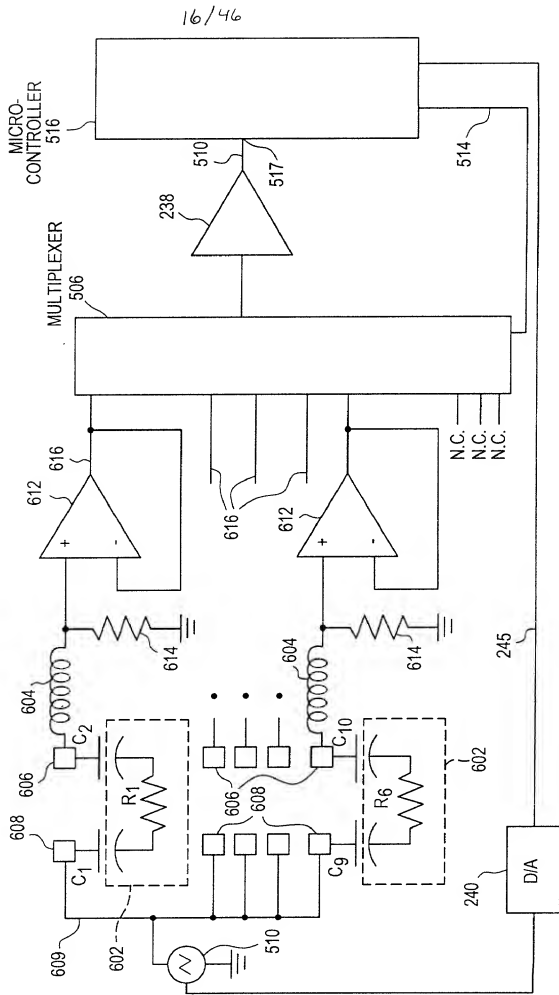 16/46
MICRO-
CONTROLLER
516
MULTIPLEXER
506
510
517
238
514
616
612
616
612
N.C.
N.C.
N.C.
604
614
604
614
245
606
C2
608
C1
R1
602
606
608
C10
C9
R6
602
609
510
240
D/A
+
-
+
-